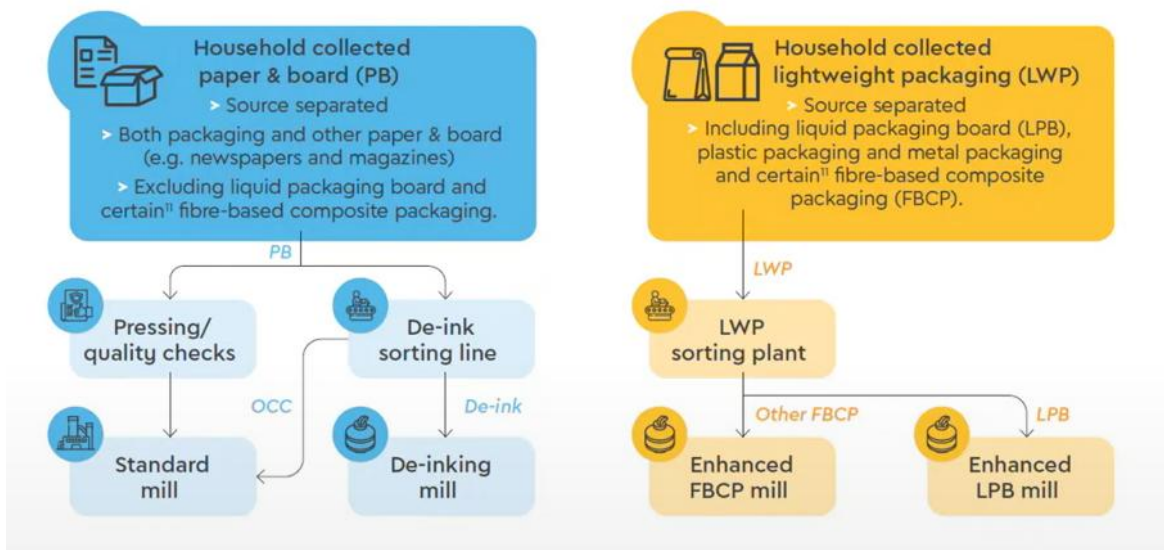 Household collected
paper & board (PB)
> Source separated
> Both packaging and other paper & board
(e.g. newspapers and magazines)
> Excluding liquid packaging board and
certain¹¹ fibre-based composite packaging.
PB
Pressing/
quality checks
De-ink
sorting line
OCC
De-ink
Standard
mill
De-inking
mill
Household collected
lightweight packaging (LWP)
> Source separated
> Including liquid packaging board (LPB),
plastic packaging and metal packaging
and certain¹¹ fibre-based composite
packaging (FBCP).
LWP
LWP
sorting plant
Other FBCP
LPB
Enhanced
FBCP mill
Enhanced
LPB mill